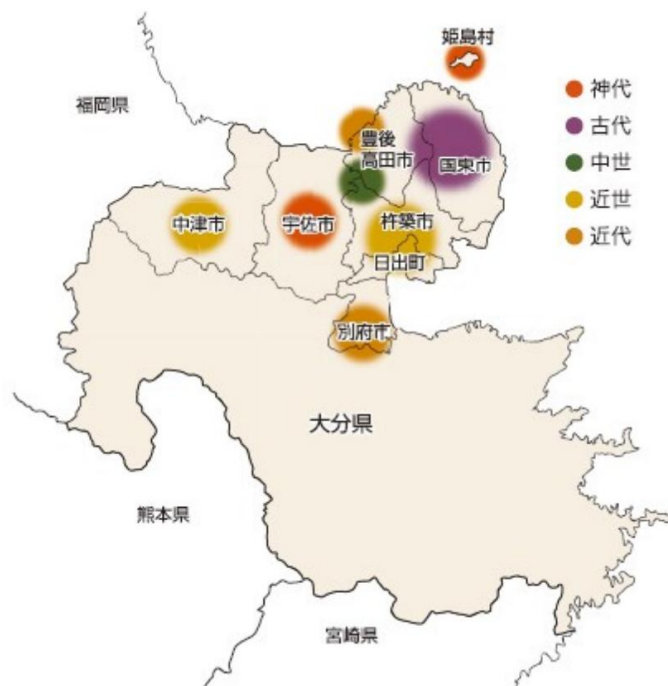 姫島村
福岡県
神代
古代
中世
近世
近代
豊後
高田市
国東市
中津市
宇佐市
杵築市
日出町
別府市
大分県
熊本県
宮崎県